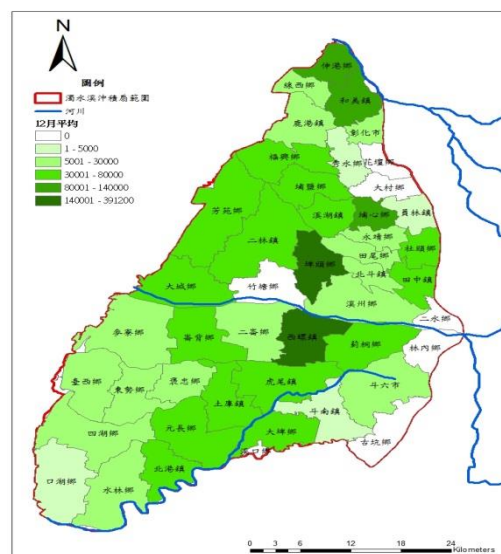 N
圖例
濁水溪沖積扇範圍
河川
12月平均
0
1 - 5000
5001 - 30000
30001 - 80000
80001 - 140000
140001 - 391200
伸港鄉
線西鄉
和美鎮
鹿港鎮
彰化市
秀水鄉
花壇鄉
福興鄉
大村鄉
埔鹽鄉
芳苑鄉
溪湖鎮
埔心鄉
員林鎮
永靖鄉
社頭鄉
二林鎮
埤頭鄉
田尾鄉
北斗鎮
田中鎮
大城鄉
竹塘鄉
溪州鄉
二水鄉
麥寮鄉
崙背鄉
二崙鄉
西螺鎮
莿桐鄉
林內鄉
臺西鄉
東勢鄉
褒忠鄉
虎尾鎮
斗六市
土庫鎮
斗南鎮
四湖鄉
元長鄉
大埤鄉
古坑鄉
口湖鄉
水林鄉
北港鎮
0 3 6 12 18 24
Kilometers